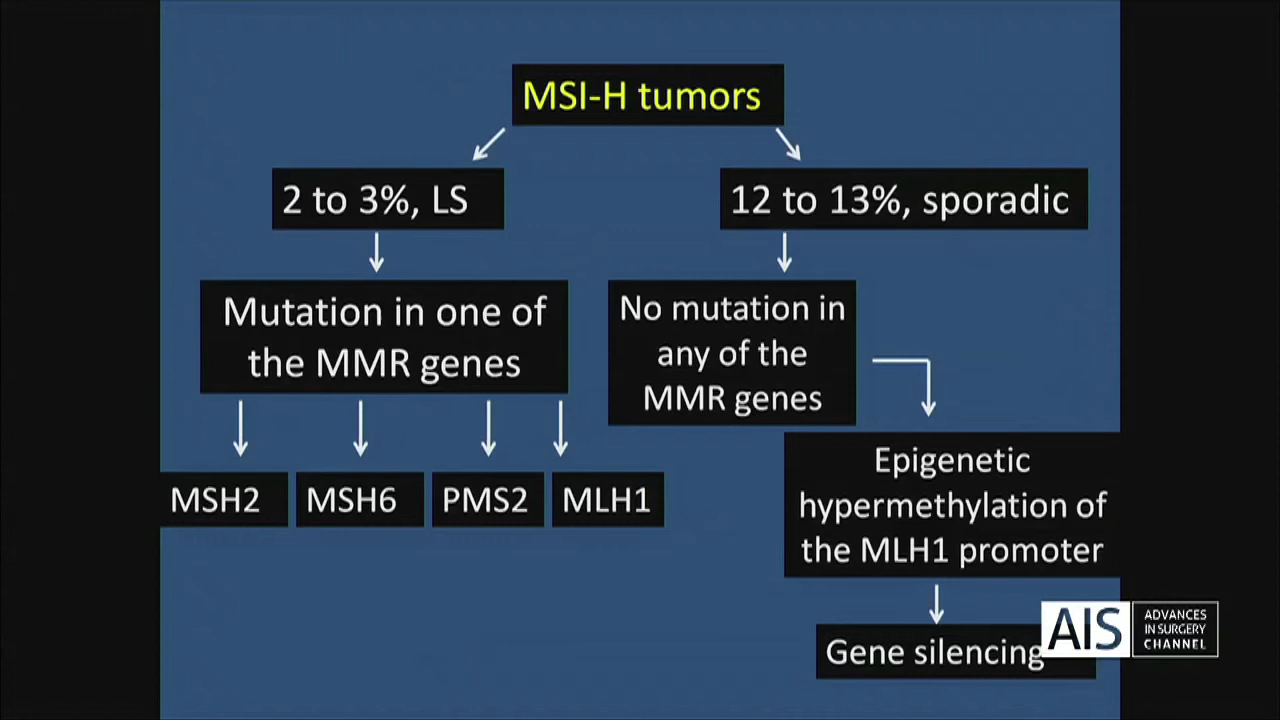 MSI-H tumors
2 to 3%, LS
12 to 13%, sporadic
Mutation in one of
the MMR genes
No mutation in
any of the
MMR genes
MSH2
MSH6
PMS2
MLH1
Epigenetic
hypermethylation of
the MLH1 promoter
Gene silencing
AIS
ADVANCES
IN SURGERY
CHANNEL